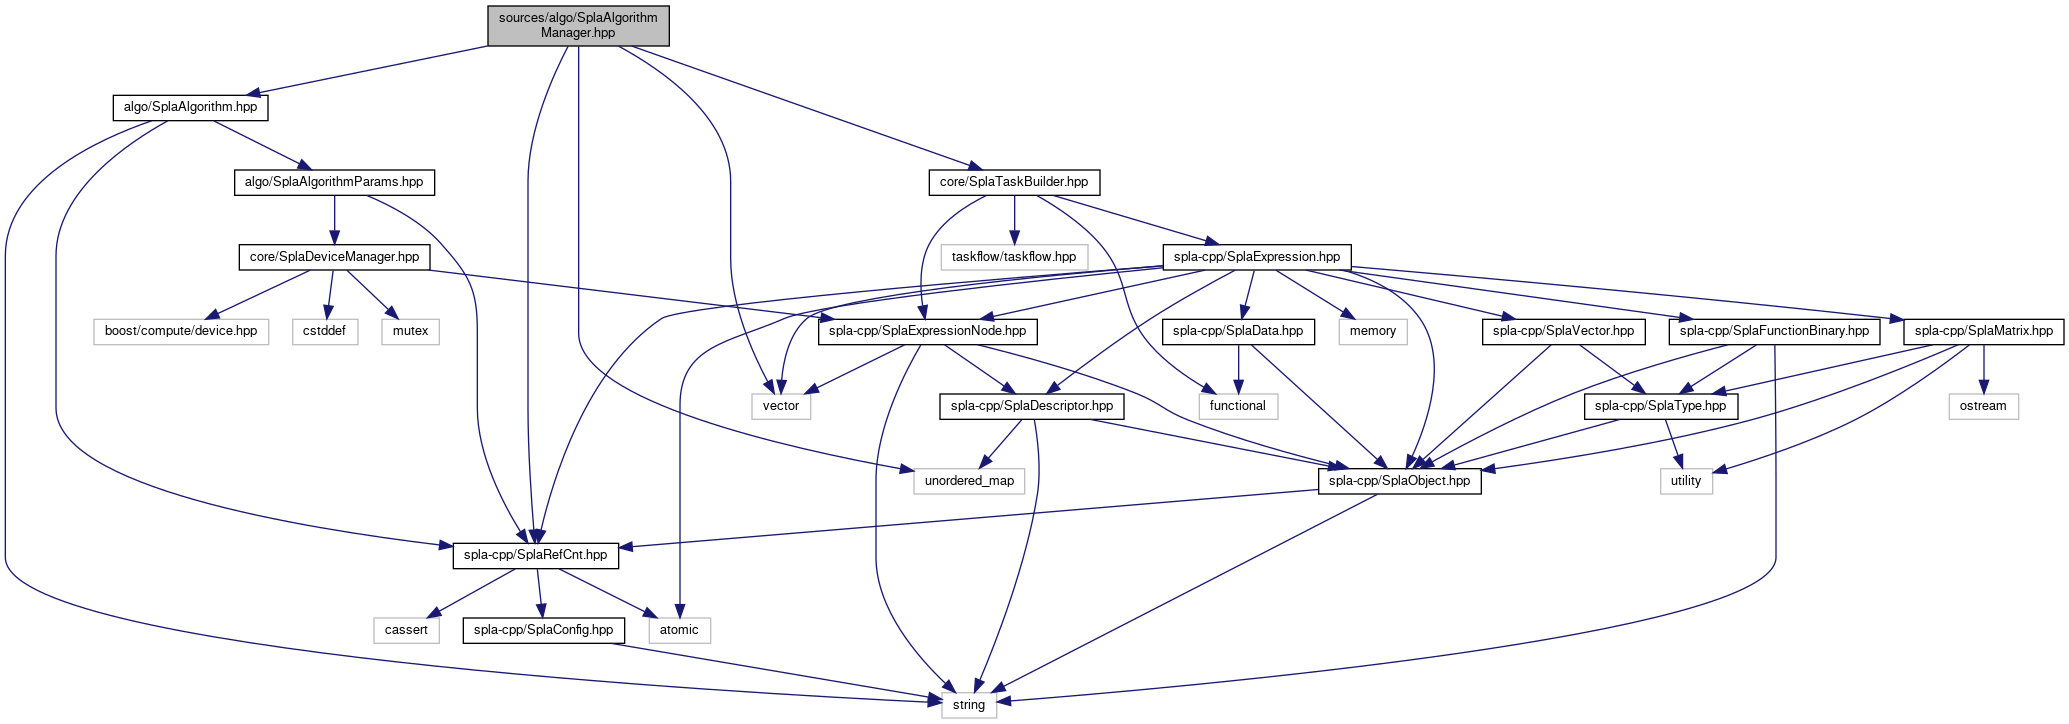 sources/algo/SplaAlgorithm
Manager.hpp
algo/SplaAlgorithm.hpp
algo/SplaAlgorithmParams.hpp
core/SplaTaskBuilder.hpp
core/SplaDeviceManager.hpp
taskflow/taskflow.hpp
spla-cpp/SplaExpression.hpp
boost/compute/device.hpp
cstddef
mutex
spla-cpp/SplaExpressionNode.hpp
spla-cpp/SplaData.hpp
memory
spla-cpp/SplaVector.hpp
spla-cpp/SplaFunctionBinary.hpp
spla-cpp/SplaMatrix.hpp
vector
spla-cpp/SplaDescriptor.hpp
functional
spla-cpp/SplaType.hpp
ostream
unordered_map
spla-cpp/SplaObject.hpp
utility
spla-cpp/SplaRefCnt.hpp
cassert
spla-cpp/SplaConfig.hpp
atomic
string